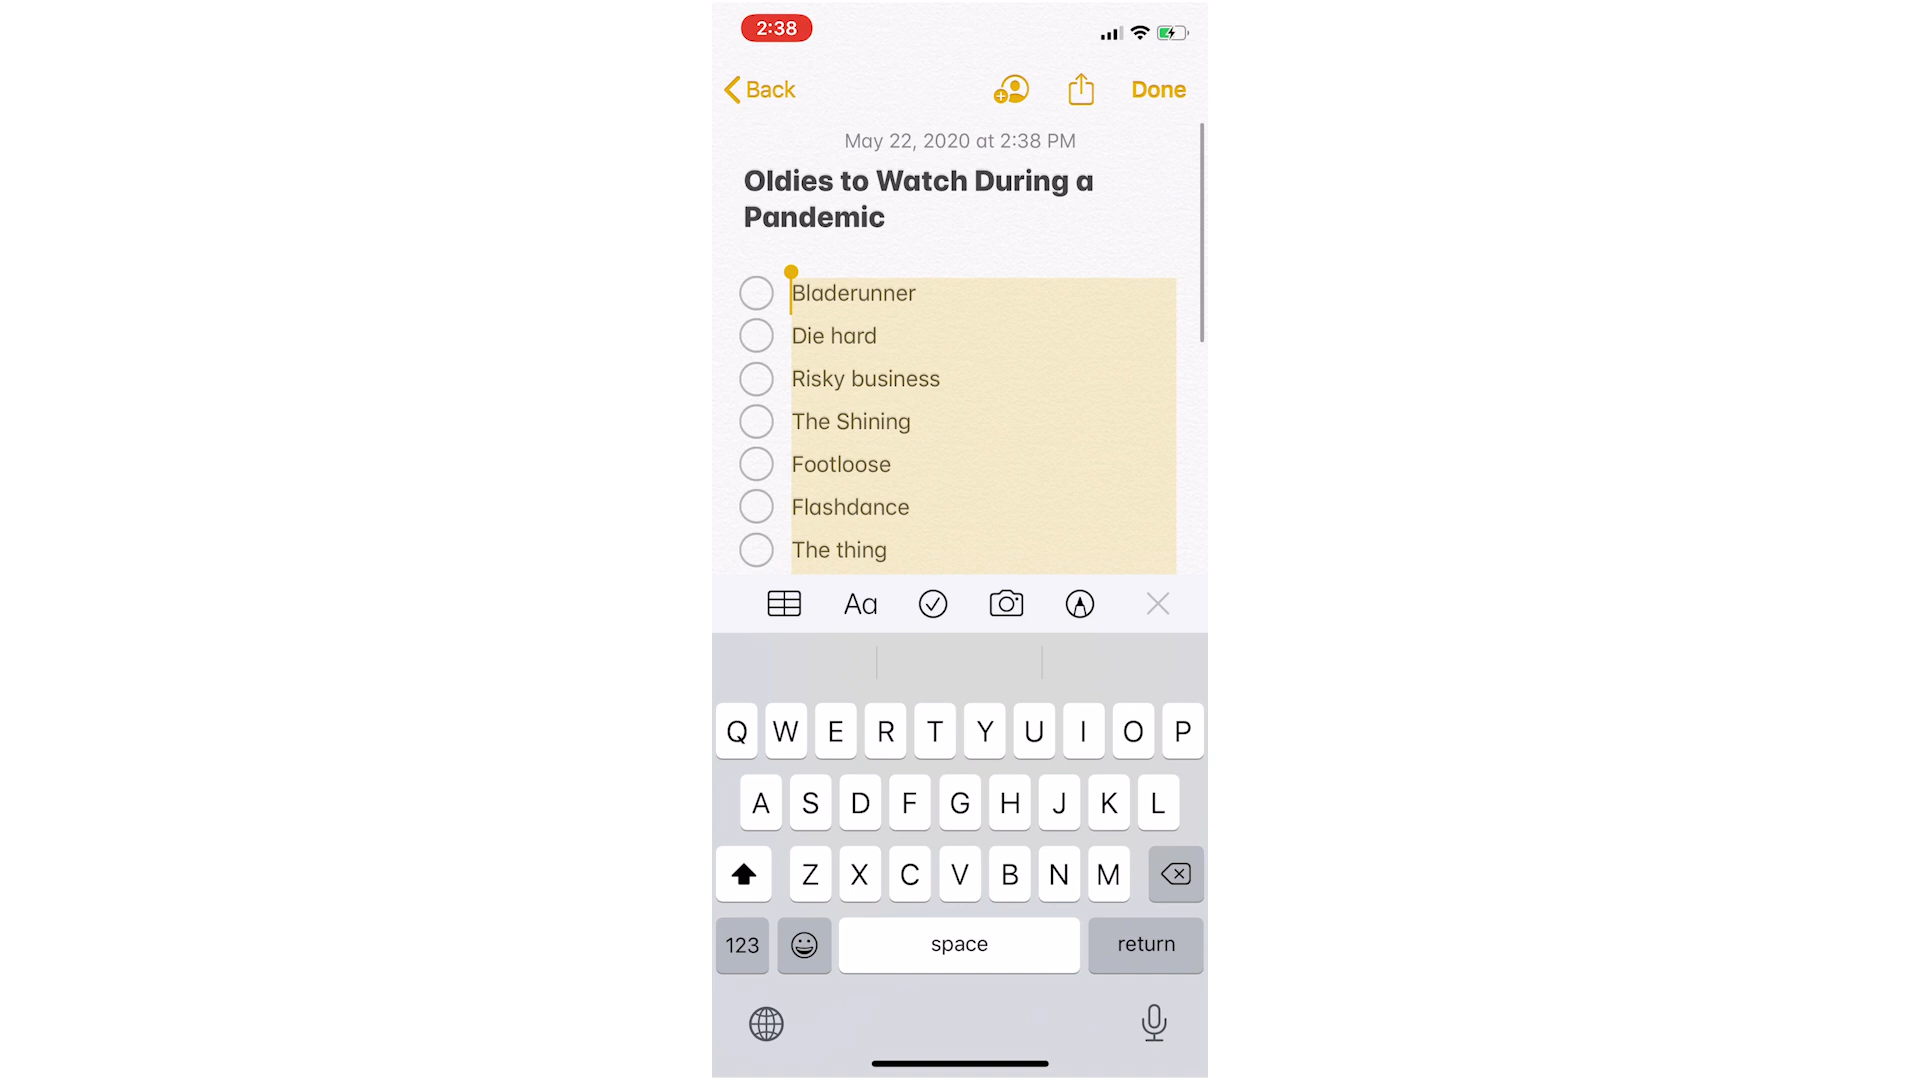 2:38
Back
Done
May 22, 2020 at 2:38 PM
Oldies to Watch During a
Pandemic
Bladerunner
Die hard
Risky business
The Shining
Footloose
Flashdance
The thing
Aa
Q W E R T Y U I O P
A S D F G H J K L
Z X C V B N M
123 space return